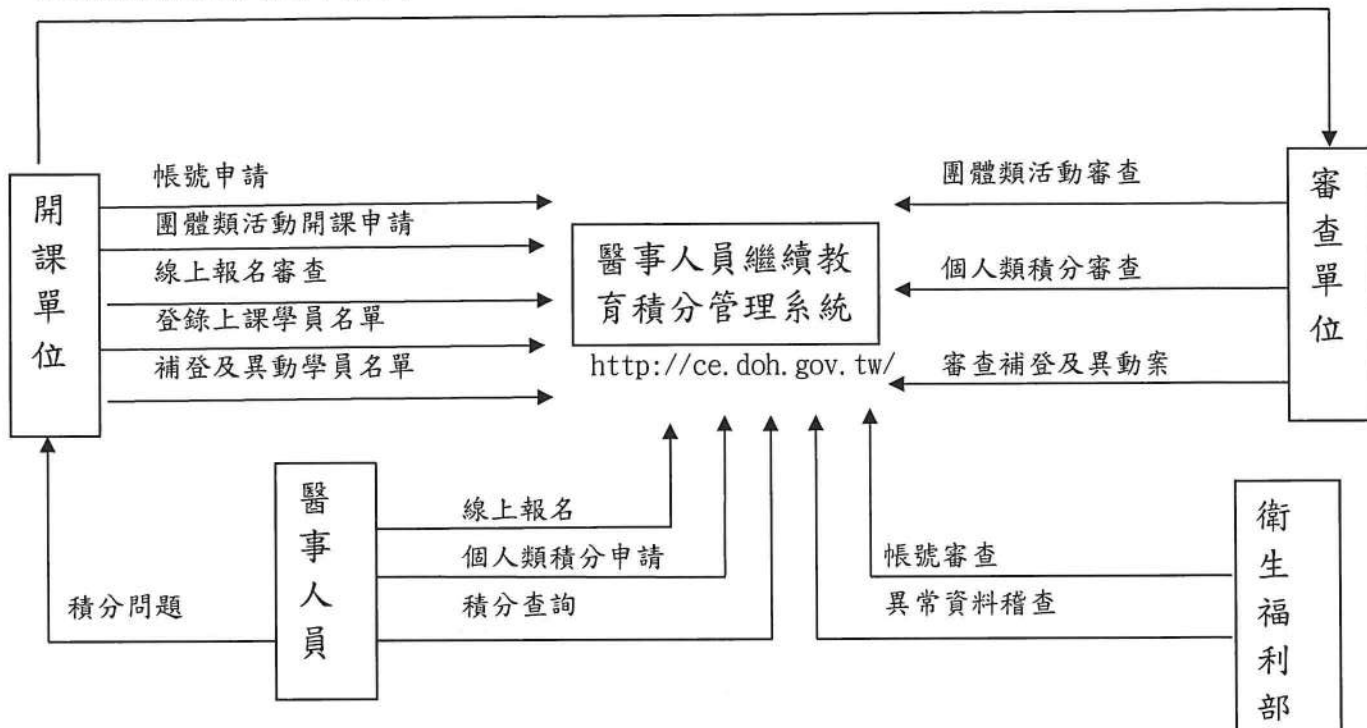 帳號申請
團體類活動開課申請
線上報名審查
登錄上課學員名單
補登及異動學員名單
開課單位
醫事人員繼續教
育積分管理系統
http://ce.doh.gov.tw/
團體類活動審查
個人類積分審查
審查補登及異動案
審查單位
醫事人員
線上報名
個人類積分申請
積分查詢
積分問題
帳號審查
異常資料稽查
衛生福利部